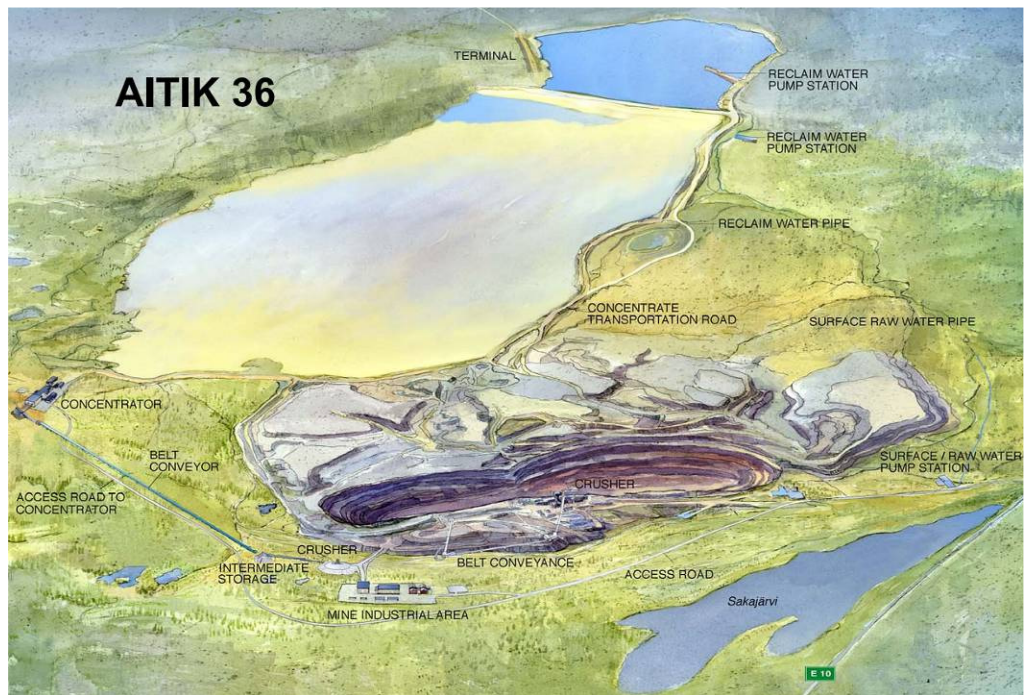 TERMINAL
AITIK 36
RECLAIM WATER
PUMP STATION
RECLAIM WATER
PUMP STATION
RECLAIM WATER PIPE
CONCENTRATE
TRANSPORTATION ROAD
SURFACE RAW WATER PIPE
CONCENTRATOR
BELT
CONVEYOR
SURFACE / RAW WATER
PUMP STATION
ACCESS ROAD TO
CONCENTRATOR
CRUSHER
CRUSHER
INTERMEDIATE
STORAGE
BELT CONVEYANCE
ACCESS ROAD
MINE INDUSTRIAL AREA
Sakajärvi
E 10